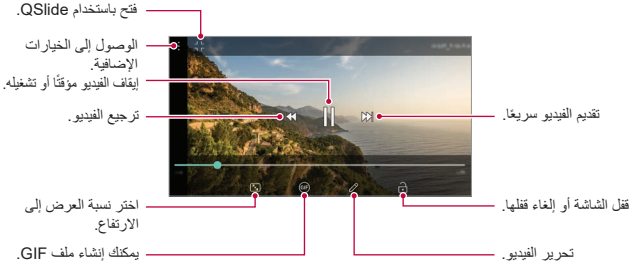 فتح باستخدام QSlide.
الوصول إلى الخيارات
الإضافية.
إيقاف الفيديو مؤقتًا أو تشغيله.
ترجيع الفيديو.
تقديم الفيديو سريعًا.
اختر نسبة العرض إلى
الارتفاع.
يمكنك إنشاء ملف GIF.
قفل الشاشة أو إلغاء قفلها.
تحرير الفيديو.
GIF